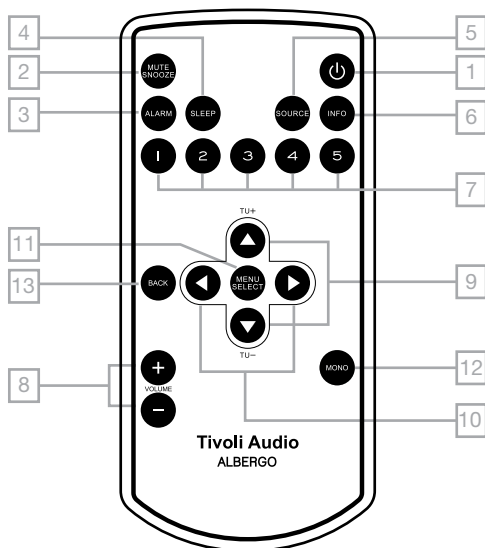 4
5
2
MUTE
SNOOZE
1
3
ALARM
SLEEP
SOURCE
INFO
6
1
2
3
4
5
7
TU+
11
13
BACK
MENU
SELECT
9
TU−
8
+
VOLUME
−
MONO
12
10
Tivoli Audio
ALBERGO